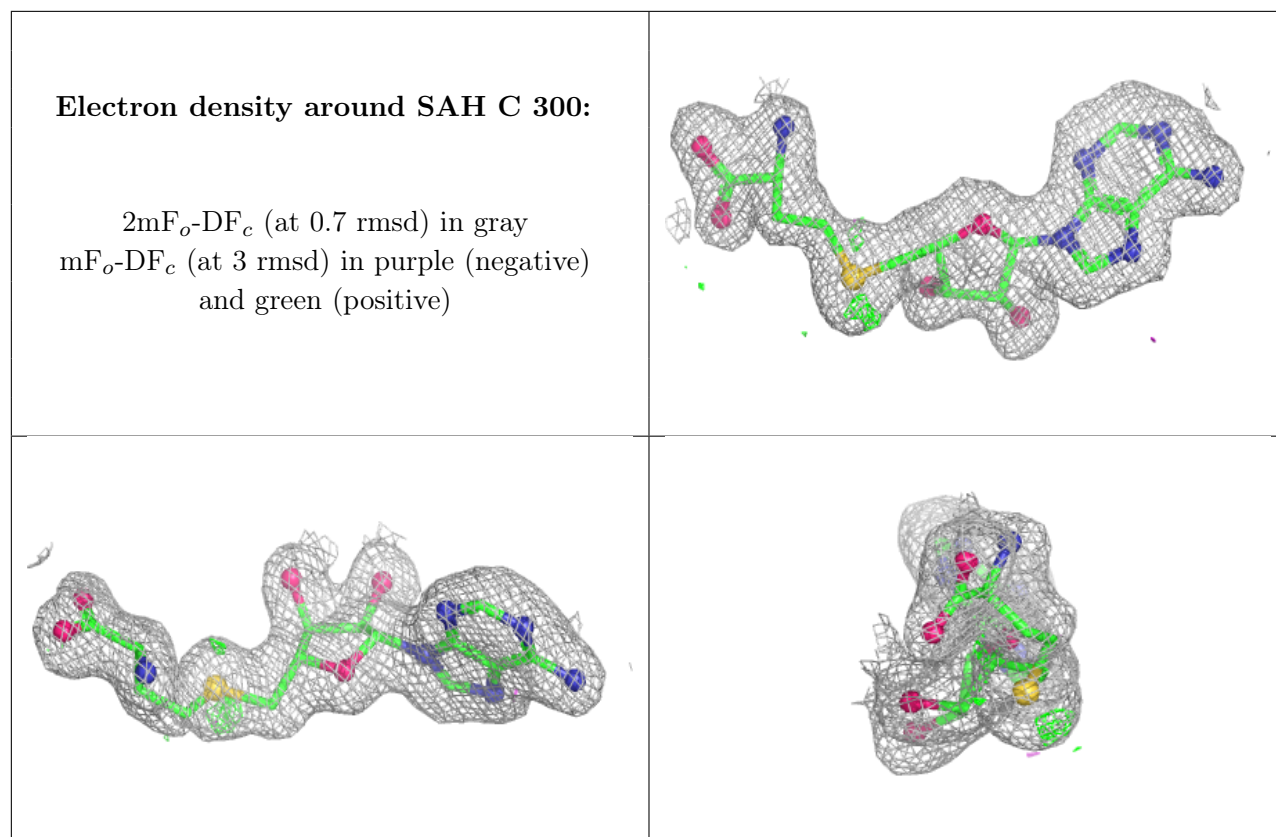 Electron density around SAH C 300:
2mFₒ-DF𝒸 (at 0.7 rmsd) in gray
mFₒ-DF𝒸 (at 3 rmsd) in purple (negative)
and green (positive)